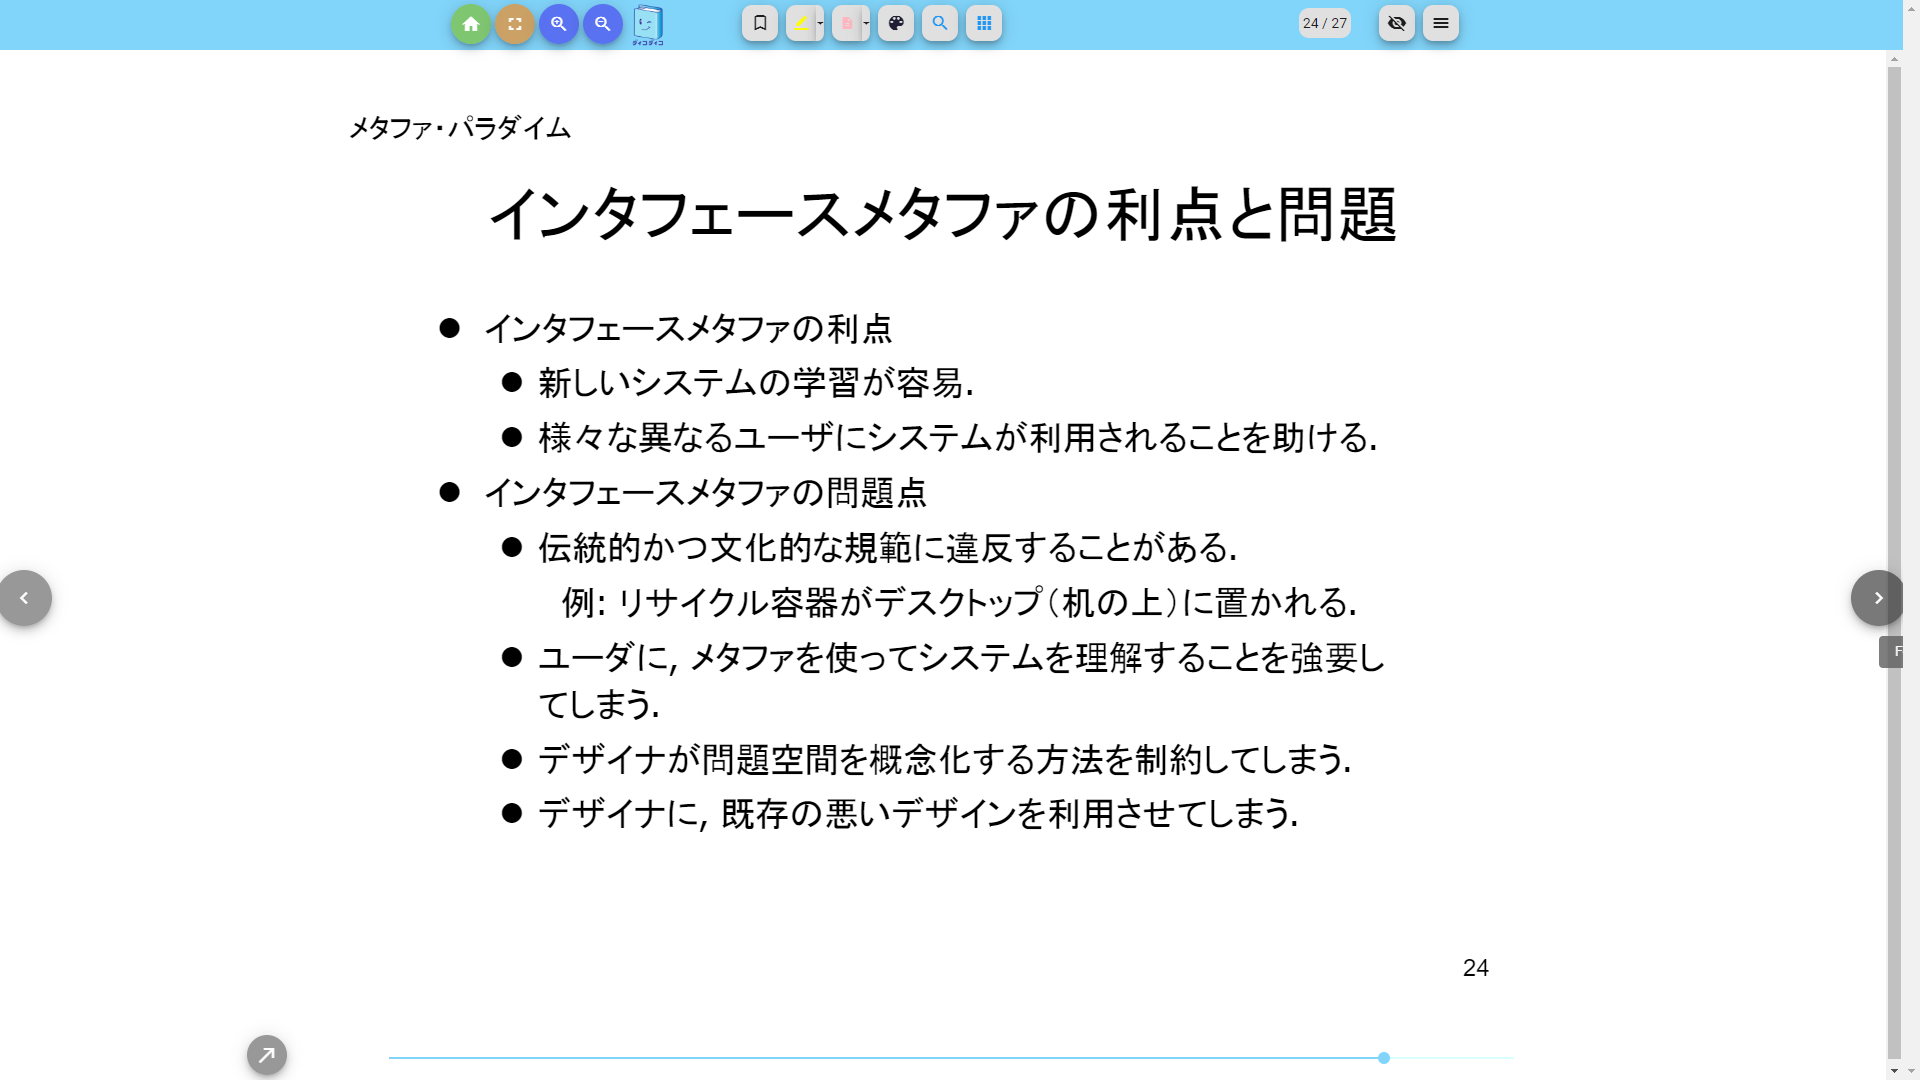 ディコディコ
24 / 27
メタファ・パラダイム
インタフェースメタファの利点と問題
● インタフェースメタファの利点
● 新しいシステムの学習が容易.
● 様々な異なるユーザにシステムが利用されることを助ける.
● インタフェースメタファの問題点
● 伝統的かつ文化的な規範に違反することがある.
例: リサイクル容器がデスクトップ（机の上）に置かれる.
● ユーダに, メタファを使ってシステムを理解することを強要し
てしまう.
● デザイナが問題空間を概念化する方法を制約してしまう.
● デザイナに, 既存の悪いデザインを利用させてしまう.
F
24